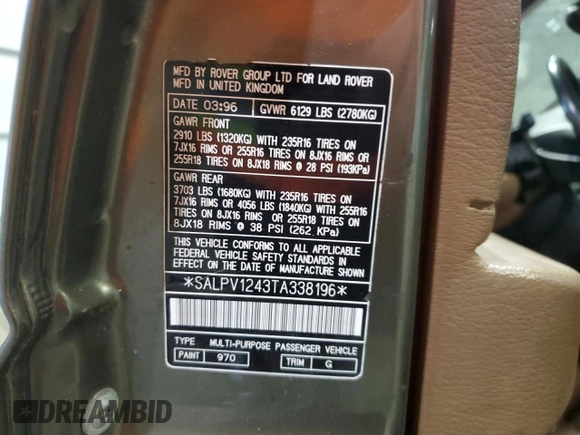 MFD BY ROVER GROUP LTD FOR LAND ROVER
MFD IN UNITED KINGDOM
DATE 03:96 GVWR 6129 LBS (2780KG)
GAWR FRONT
2910 LBS (1320KG) WITH 235R16 TIRES ON
7JX16 RIMS OR 255R16 TIRES ON 8JX16 RIMS OR
255R18 TIRES ON 8JX18 RIMS @ 28 PSI (193KPa)
GAWR REAR
3703 LBS (1680KG) WITH 235R16 TIRES ON
7JX16 RIMS OR 4056 LBS (1840KG) WITH 255R16
TIRES ON 8JX16 RIMS OR 255R18 TIRES ON
8JX18 RIMS @ 38 PSI (262 KPa)
THIS VEHICLE CONFORMS TO ALL APPLICABLE
FEDERAL VEHICLE SAFETY STANDARDS IN EFFECT
ON THE DATE OF MANUFACTURE SHOWN ABOVE
*SALPV1243TA338196*
TYPE MULTI-PURPOSE PASSENGER VEHICLE
PAINT 970 TRIM G
DREAMBID